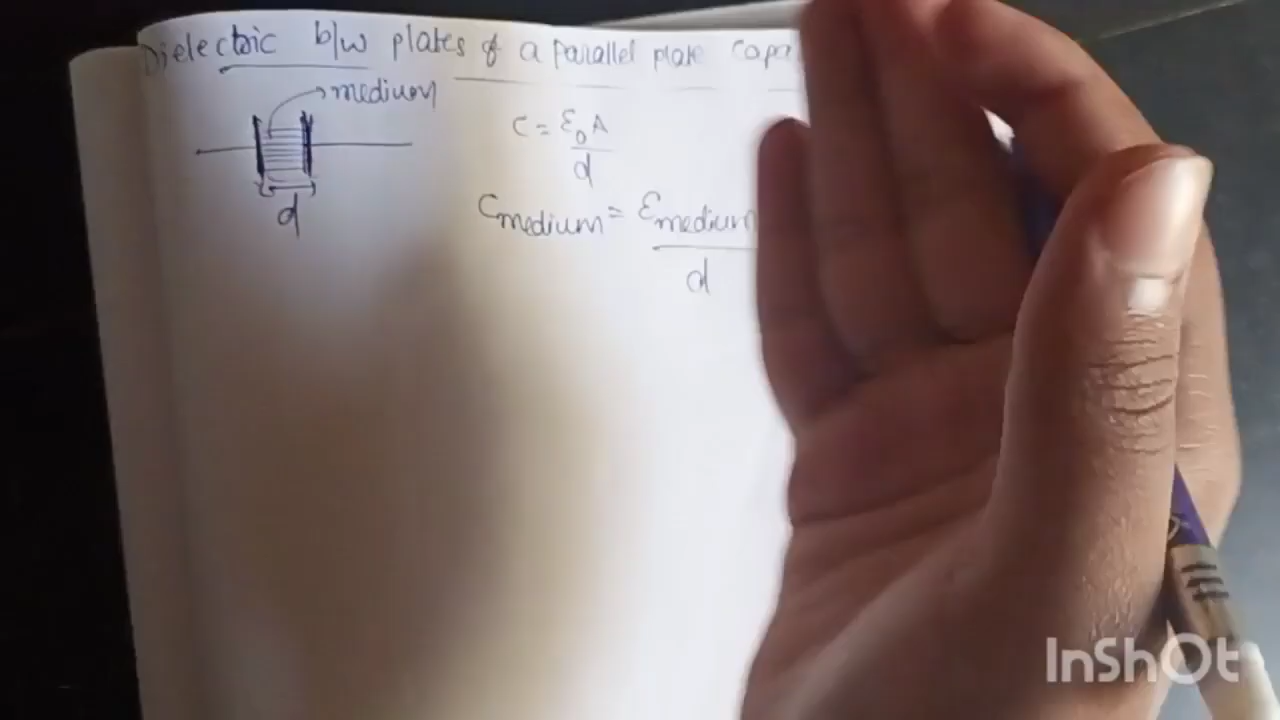 Dielectric b/w plates of a parallel plate capa
medium
C = ε₀A
d
d
Cmedium = εmedium
d
InShOt